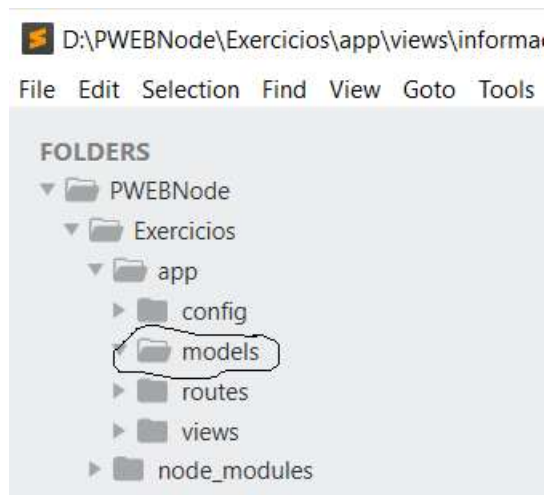 D:\PWEBNode\Exercicios\app\views\informa
File Edit Selection Find View Goto Tools
FOLDERS
PWEBNode
Exercicios
app
config
models
routes
views
node_modules